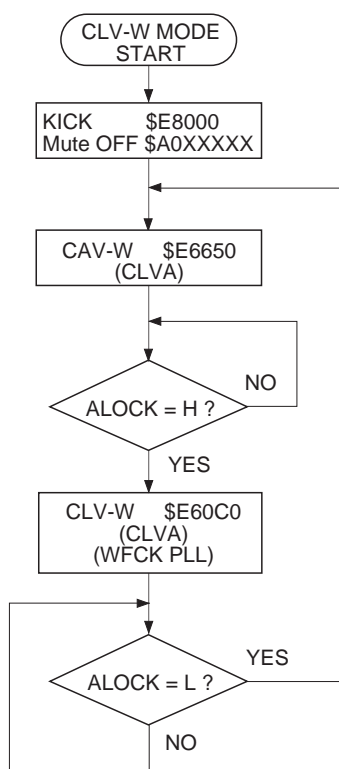 CLV-W MODE
START
KICK $E8000
Mute OFF $A0XXXXX
CAV-W $E6650
(CLVA)
ALOCK = H ?
NO
YES
CLV-W $E60C0
(CLVA)
(WFCK PLL)
ALOCK = L ?
YES
NO